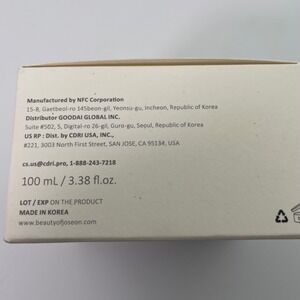 Manufactured by NFC Corporation
15-8, Gaetbeol-ro 145beon-gil, Yeonsu-gu, Incheon, Republic of Korea
Distributor GOODAI GLOBAL INC.
Suite #502, 5, Digital-ro 26-gil, Guro-gu, Seoul, Republic of Korea
US RP : Dist. by CDRI USA, INC.,
#221, 3003 North First Street, SAN JOSE, CA 95134, USA
cs.us@cdri.pro, 1-888-243-7218
100 mL / 3.38 fl.oz.
LOT / EXP ON THE PRODUCT
MADE IN KOREA
www.beautyofjoseon.com